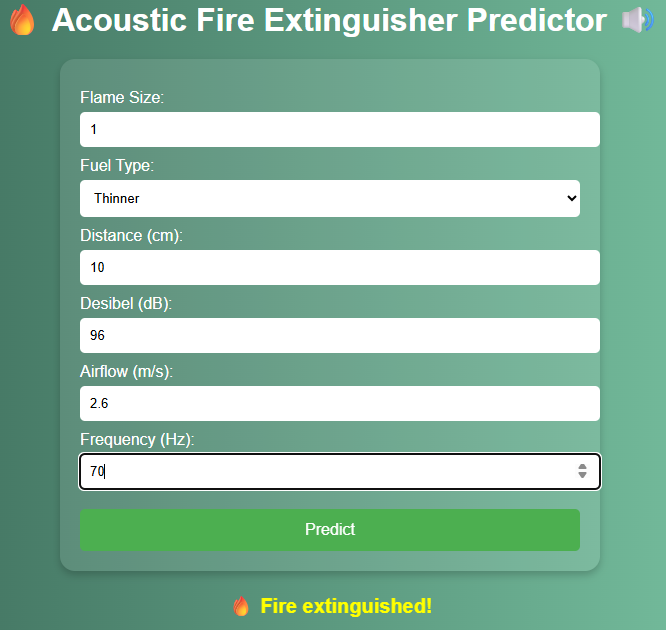 🔥 Acoustic Fire Extinguisher Predictor 🔊
Flame Size:
1
Fuel Type:
Thinner
Distance (cm):
10
Desibel (dB):
96
Airflow (m/s):
2.6
Frequency (Hz):
70
Predict
🔥 Fire extinguished!